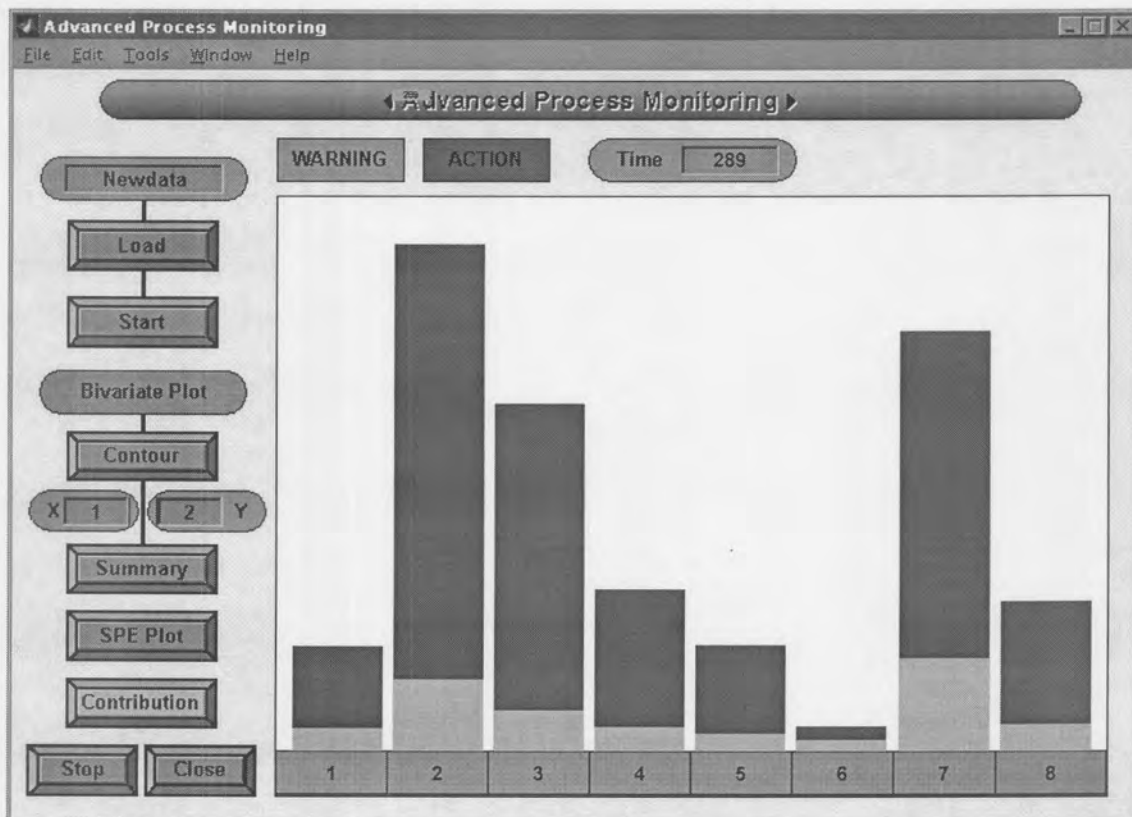 Advanced Process Monitoring
File Edit Tools Window Help
Advanced Process Monitoring
WARNING ACTION Time 289
Newdata
Load
Start
Bivariate Plot
Contour
X 1 2 Y
Summary
SPE Plot
Contribution
Stop Close
1 2 3 4 5 6 7 8